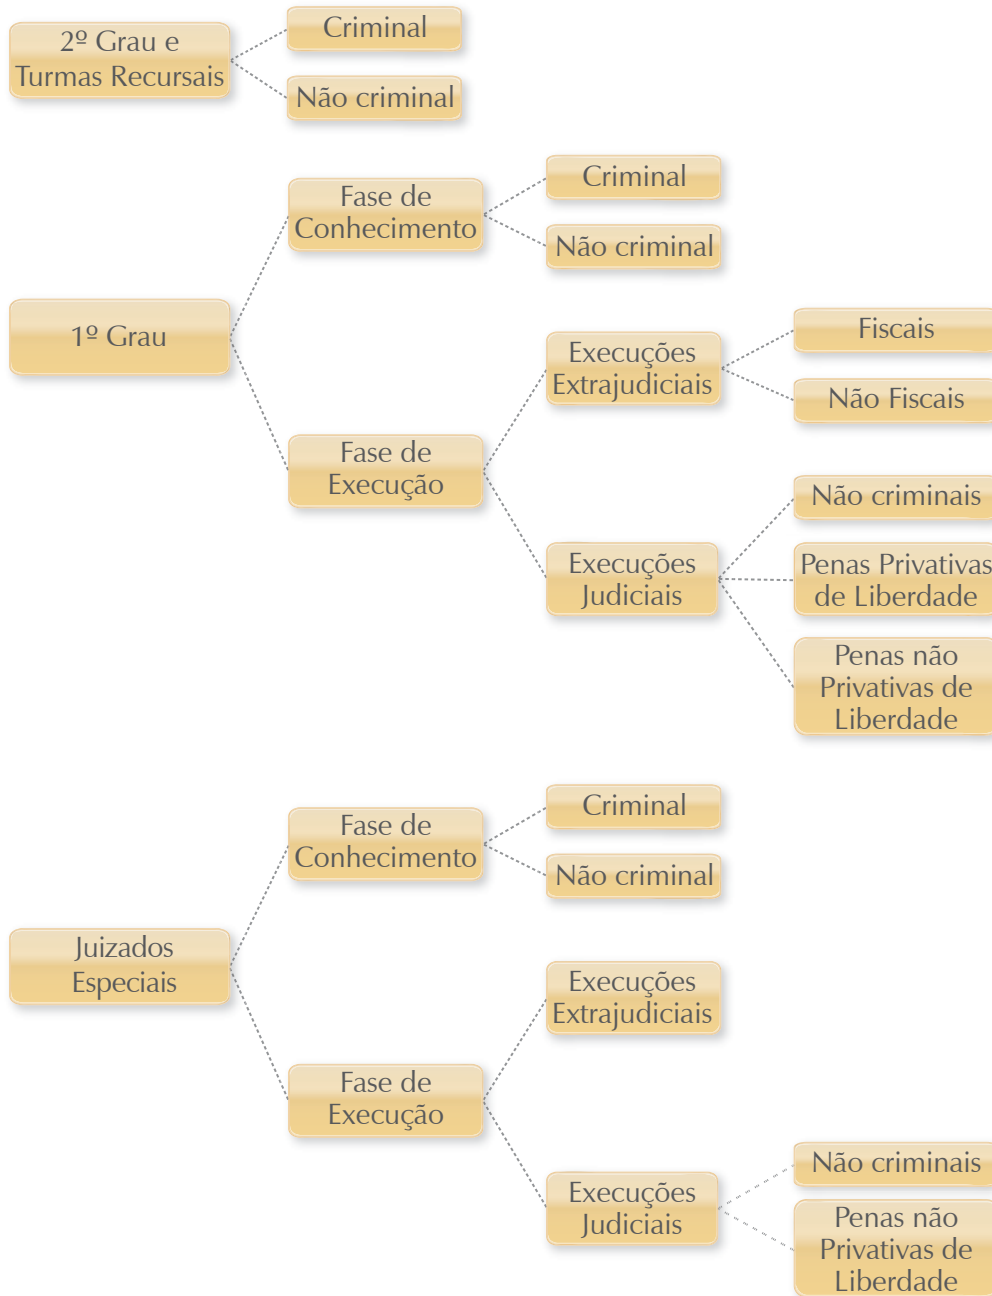 2º Grau e
Turmas Recursais
Criminal
Não criminal
1º Grau
Fase de
Conhecimento
Criminal
Não criminal
Fase de
Execução
Execuções
Extrajudiciais
Fiscais
Não Fiscais
Execuções
Judiciais
Não criminais
Penas Privativas
de Liberdade
Penas não
Privativas de
Liberdade
Juizados
Especiais
Fase de
Conhecimento
Criminal
Não criminal
Fase de
Execução
Execuções
Extrajudiciais
Execuções
Judiciais
Não criminais
Penas não
Privativas de
Liberdade